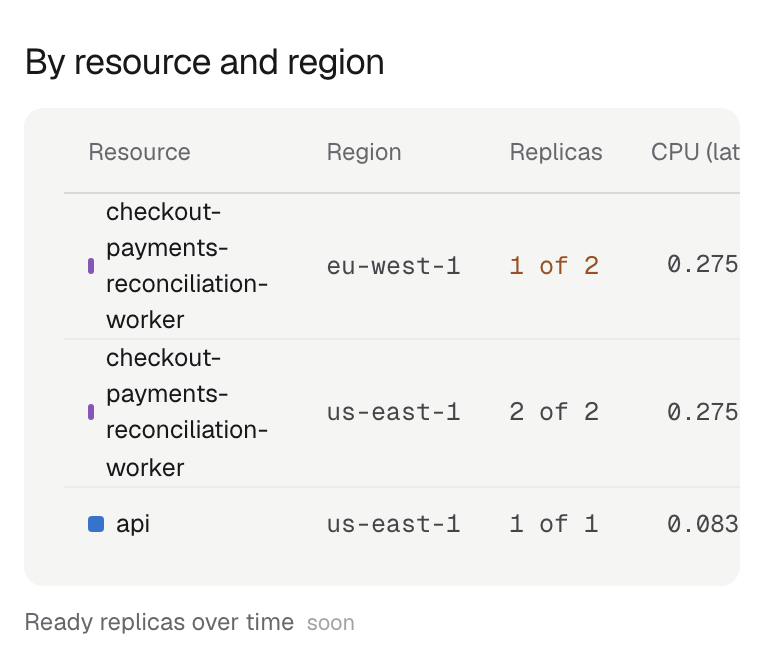 By resource and region
Resource Region Replicas CPU (lat
checkout-
payments-
reconciliation-
worker
eu-west-1 1 of 2 0.275
checkout-
payments-
reconciliation-
worker
us-east-1 2 of 2 0.275
api us-east-1 1 of 1 0.083
Ready replicas over time soon